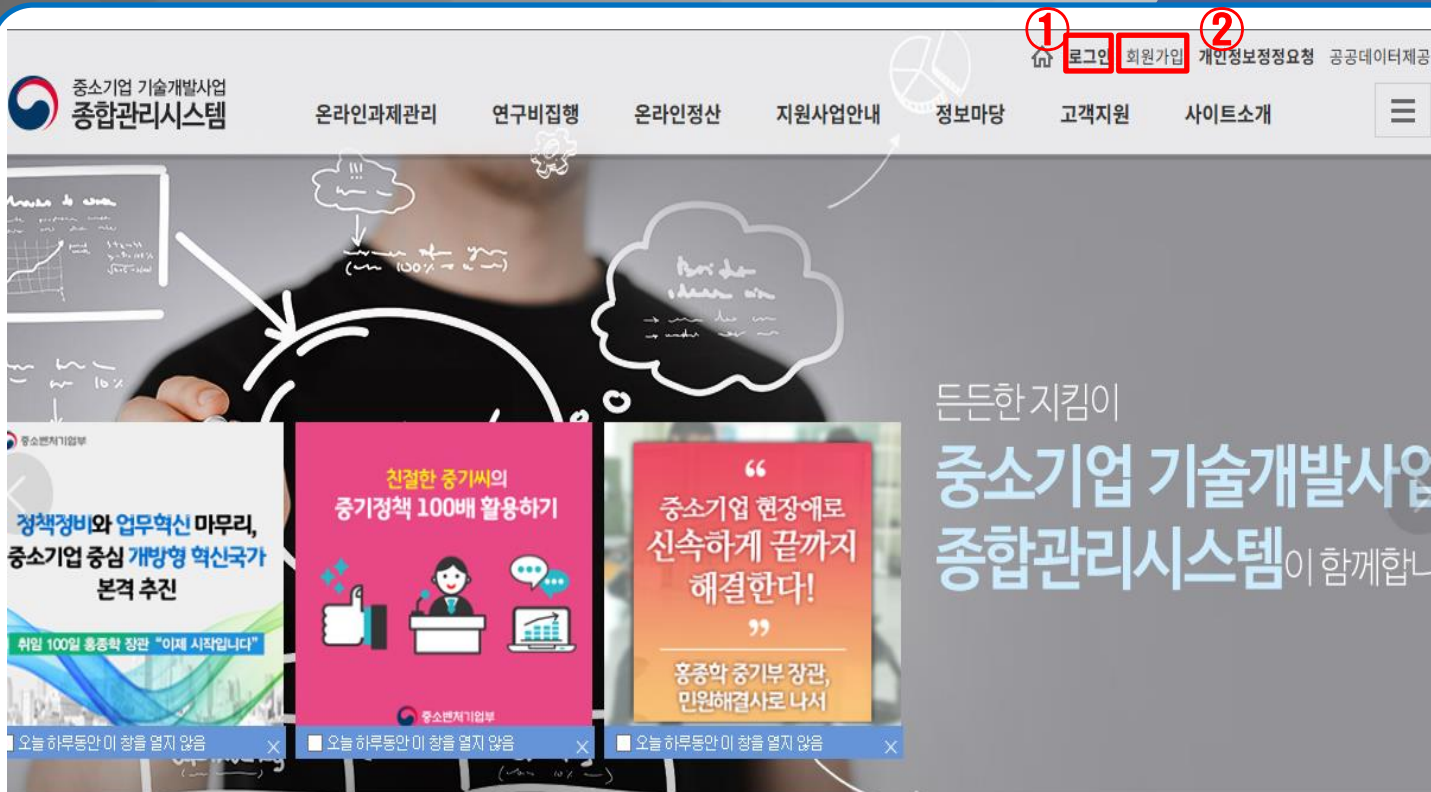 ① ②
로그인 회원가입 개인정보정정요청 공공데이터제공
중소기업 기술개발사업
종합관리시스템
온라인과제관리 연구비집행 온라인정산 지원사업안내 정보마당 고객지원 사이트소개
!!!
(100% =
10%
든든한 지킴이
중소기업 기술개발사업
종합관리시스템이 함께합니
중소벤처기업부
정책정비와 업무혁신 마무리,
중소기업 중심 개방형 혁신국가
본격 추진
취임 100일 홍종학 장관 “이제 시작입니다”
오늘 하루동안 이 창을 열지 않음 X
친절한 중기씨의
중기정책 100배 활용하기
중소벤처기업부
오늘 하루동안 이 창을 열지 않음 X
“
중소기업 현장애로
신속하게 끝까지
해결한다!
”
홍종학 중기부 장관,
민원해결사로 나서
오늘 하루동안 이 창을 열지 않음 X